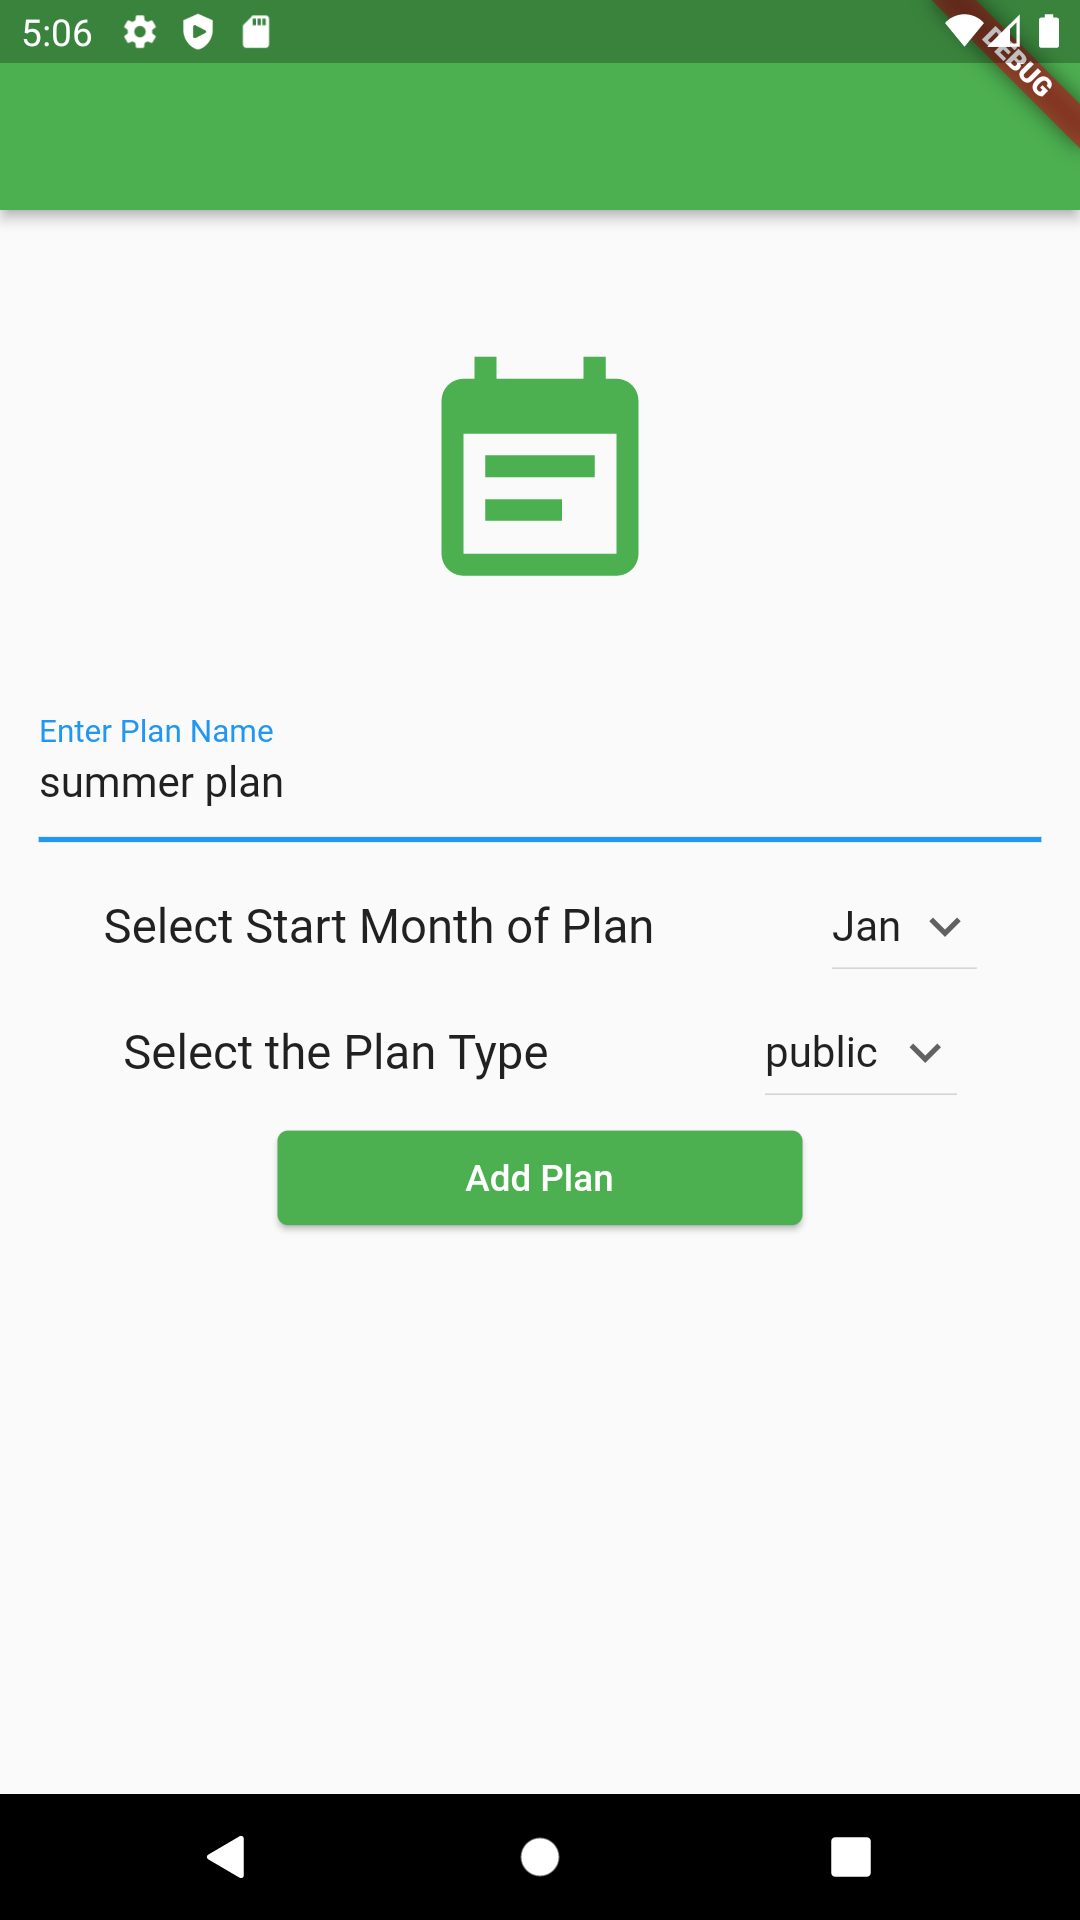 5:06
DEBUG
Enter Plan Name
summer plan
Select Start Month of Plan Jan
Select the Plan Type public
Add Plan